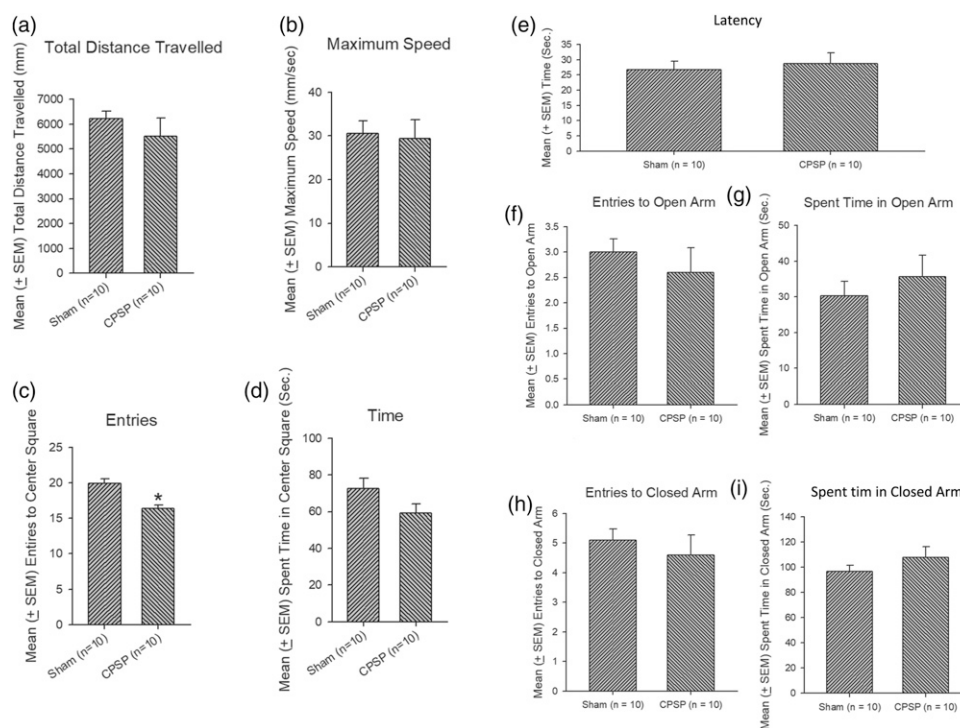 (a)
Total Distance Travelled
Mean (± SEM) Total Distance Travelled (mm)
7000
6000
5000
4000
3000
2000
1000
0
Sham (n=10)
CPSP (n=10)
(b)
Maximum Speed
Mean (± SEM) Maximum Speed (mm/sec)
40
30
20
10
0
Sham (n=10)
CPSP (n=10)
(c)
Entries
Mean (± SEM) Entires to Center Square
25
20
15
10
5
0
*
Sham (n=10)
CPSP (n=10)
(d)
Time
Mean (± SEM) Spent Time in Center Square (Sec.)
100
80
60
40
20
0
Sham (n=10)
CPSP (n=10)
(e)
Latency
Mean (± SEM) Time (Sec.)
35
30
25
20
15
10
5
0
Sham (n = 10)
CPSP (n = 10)
(f)
Entries to Open Arm
Mean (± SEM) Entries to Open Arm
3.5
3.0
2.5
2.0
1.5
1.0
0.5
0.0
Sham (n = 10)
CPSP (n = 10)
(g)
Spent Time in Open Arm
Mean (± SEM) Spent Time in Open Arm (Sec.)
50
40
30
20
10
0
Sham (n = 10)
CPSP (n = 10)
(h)
Entries to Closed Arm
Mean (± SEM) Entries to Closed Arm
6
5
4
3
2
1
0
Sham (n = 10)
CPSP (n = 10)
(i)
Spent tim in Closed Arm
Mean (± SEM) Spent Time in Closed Arm (Sec.)
140
120
100
80
60
40
20
0
Sham (n = 10)
CPSP (n = 10)